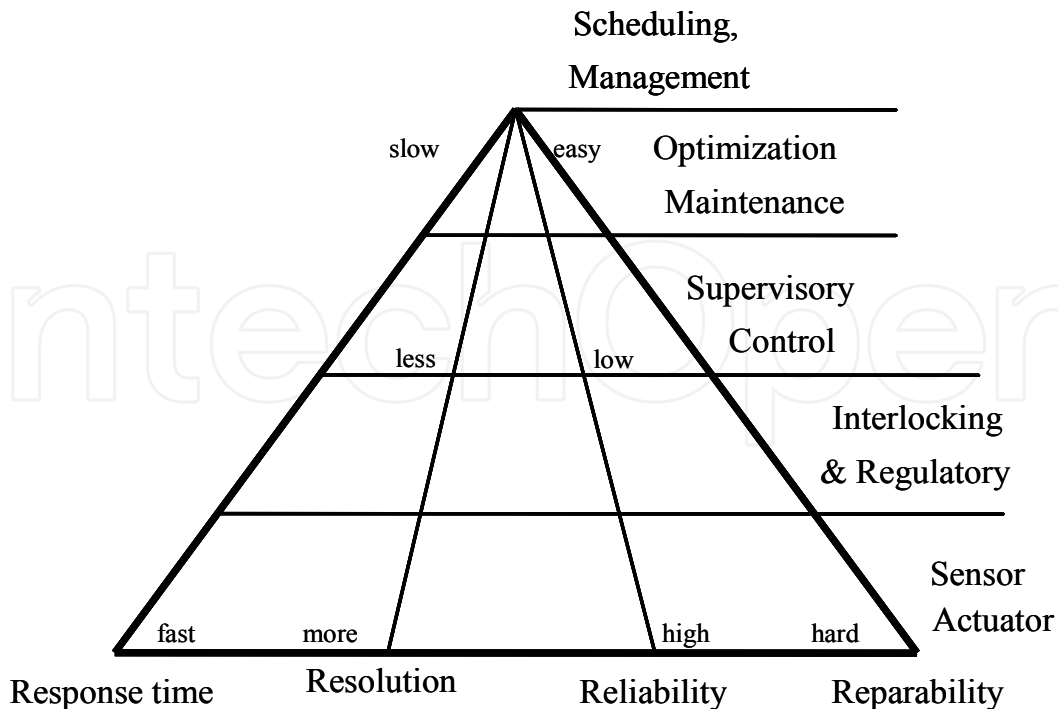 Scheduling,
Management
slow
easy
Optimization
Maintenance
Supervisory
Control
less
low
Interlocking
& Regulatory
Sensor
Actuator
fast
more
high
hard
Response time
Resolution
Reliability
Reparability
ntechOpen